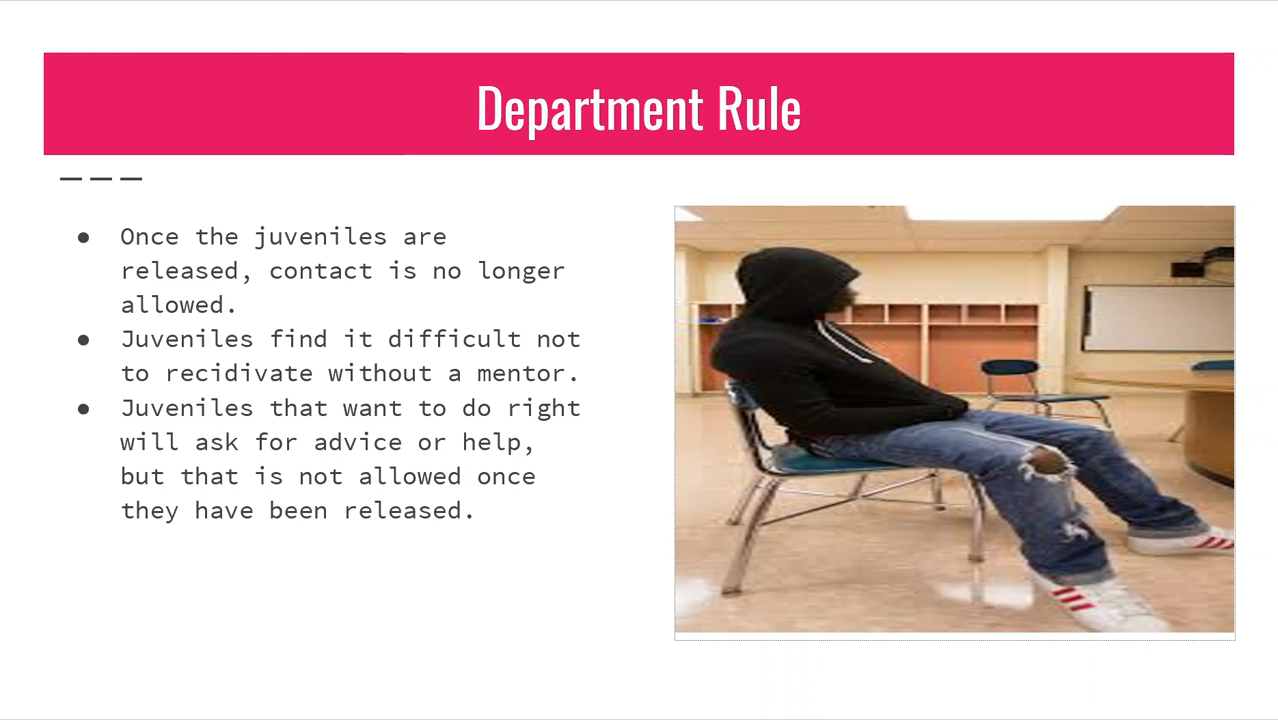 Department Rule
● Once the juveniles are
released, contact is no longer
allowed.
● Juveniles find it difficult not
to recidivate without a mentor.
● Juveniles that want to do right
will ask for advice or help,
but that is not allowed once
they have been released.